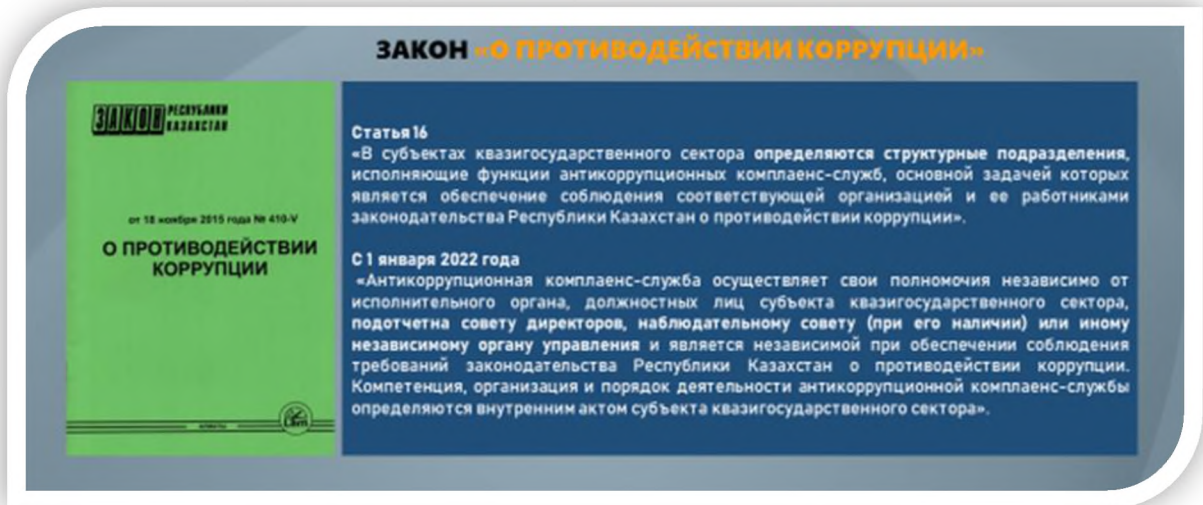 ЗАКОН «О ПРОТИВОДЕЙСТВИИ КОРРУПЦИИ»
ЗАКОН РЕСПУБЛИКИ
КАЗАХСТАН
от 18 ноября 2015 года № 410-V
О ПРОТИВОДЕЙСТВИИ
КОРРУПЦИИ
АЛМАТЫ
Статья 16
«В субъектах квазигосударственного сектора определяются структурные подразделения,
исполняющие функции антикоррупционных комплаенс-служб, основной задачей которых
является обеспечение соблюдения соответствующей организацией и ее работниками
законодательства Республики Казахстан о противодействии коррупции».
С 1 января 2022 года
«Антикоррупционная комплаенс-служба осуществляет свои полномочия независимо от
исполнительного органа, должностных лиц субъекта квазигосударственного сектора,
подотчетна совету директоров, наблюдательному совету (при его наличии) или иному
независимому органу управления и является независимой при обеспечении соблюдения
требований законодательства Республики Казахстан о противодействии коррупции.
Компетенция, организация и порядок деятельности антикоррупционной комплаенс-службы
определяются внутренним актом субъекта квазигосударственного сектора».